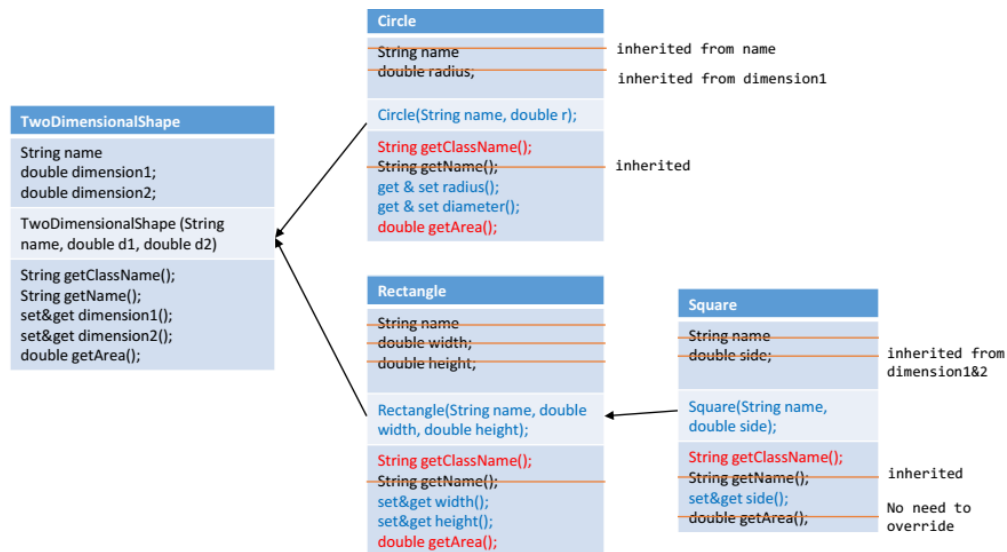 TwoDimensionalShape
String name
double dimension1;
double dimension2;
TwoDimensionalShape (String
name, double d1, double d2)
String getClassName();
String getName();
set&get dimension1();
set&get dimension2();
double getArea();
Circle
String name
double radius;
inherited from name
inherited from dimension1
Circle(String name, double r);
String getClassName();
String getName();
inherited
get & set radius();
get & set diameter();
double getArea();
Rectangle
String name
double width;
double height;
Rectangle(String name, double
width, double height);
String getClassName();
String getName();
set&get width();
set&get height();
double getArea();
Square
String name
double side;
inherited from
dimension1&2
Square(String name,
double side);
String getClassName();
String getName();
inherited
set&get side();
double getArea();
No need to
override